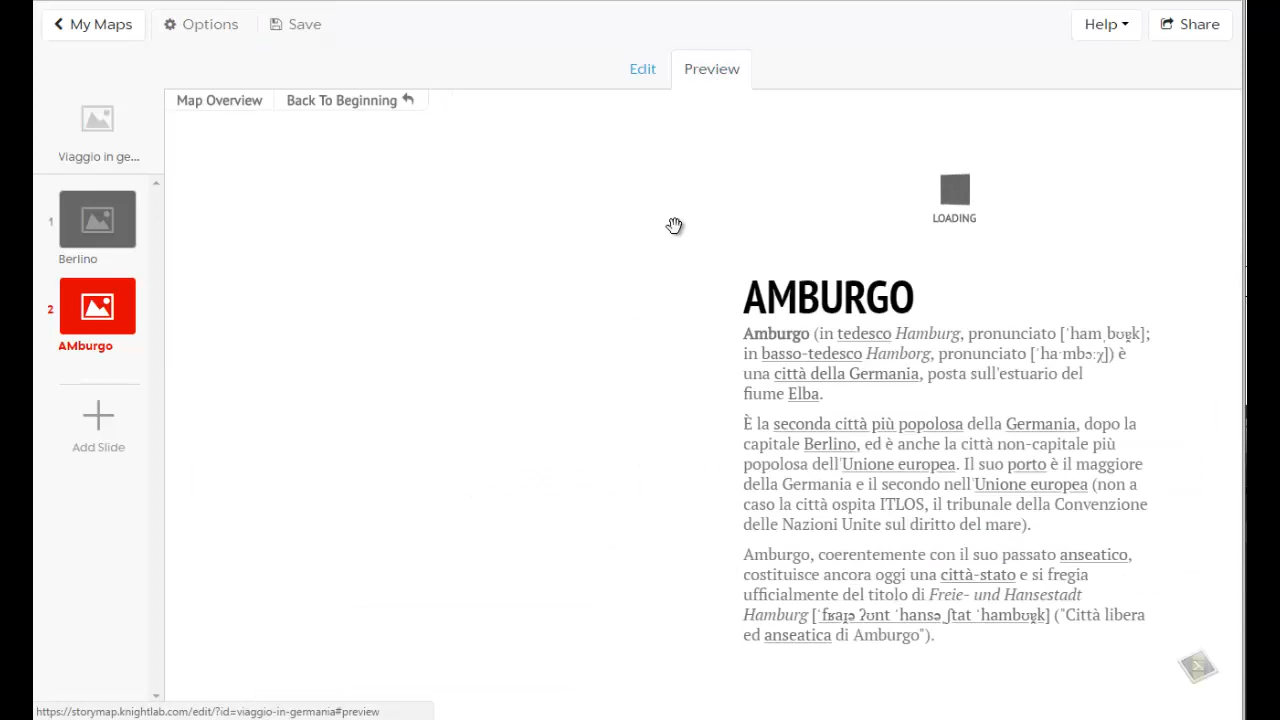 My Maps
Options
Save
Help
Share
Edit
Preview
Map Overview
Back To Beginning
Viaggio in ge...
1
Berlino
2
AMburgo
Add Slide
LOADING
AMBURGO
Amburgo (in tedesco Hamburg, pronunciato [ˈhamˌbʊʁ̞k];
in basso-tedesco Hamborg, pronunciato [ˈhaˑmbɔːχ]) è
una città della Germania, posta sull'estuario del
fiume Elba.
È la seconda città più popolosa della Germania, dopo la
capitale Berlino, ed è anche la città non-capitale più
popolosa dell'Unione europea. Il suo porto è il maggiore
della Germania e il secondo nell'Unione europea (non a
caso la città ospita ITLOS, il tribunale della Convenzione
delle Nazioni Unite sul diritto del mare).
Amburgo, coerentemente con il suo passato anseatico,
costituisce ancora oggi una città-stato e si fregia
ufficialmente del titolo di Freie- und Hansestadt
Hamburg [ˈfʁaɪ̯ə ʔʊnt ˈhansəˌʃtat ˈhambʊʁ̞k] ("Città libera
ed anseatica di Amburgo").
https://storymap.knightlab.com/edit/?id=viaggio-in-germania#preview